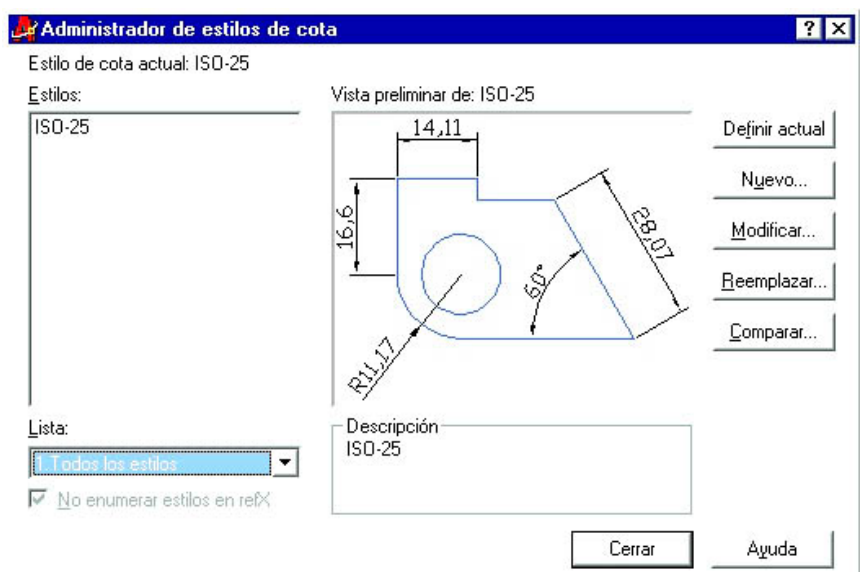 Administrador de estilos de cota
Estilo de cota actual: ISO-25
Estilos:
ISO-25
Vista preliminar de: ISO-25
14,11
16,6
28,07
60°
R11,17
Definir actual
Nuevo...
Modificar...
Reemplazar...
Comparar...
Lista:
1.Todos los estilos
No enumerar estilos en refX
Descripción
ISO-25
Cerrar
Ayuda